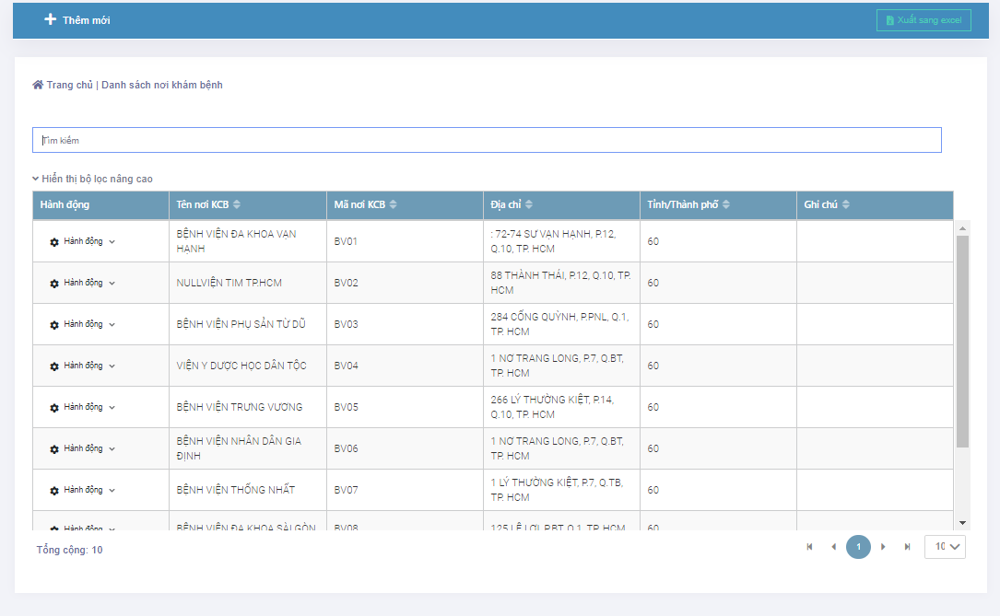 Thêm mới
Xuất sang excel
Trang chủ | Danh sách nơi khám bệnh
Tìm kiếm
Hiển thị bộ lọc nâng cao
Hành động Tên nơi KCB Mã nơi KCB Địa chỉ Tỉnh/Thành phố Ghi chú
Hành động BỆNH VIỆN ĐA KHOA VẠN HẠNH BV01 : 72-74 SƯ VẠN HẠNH, P.12, Q.10, TP. HCM 60
Hành động NULLVIỆN TIM TP.HCM BV02 88 THÀNH THÁI, P.12, Q.10, TP. HCM 60
Hành động BỆNH VIỆN PHỤ SẢN TỪ DŨ BV03 284 CỐNG QUỲNH, P.PNL, Q.1, TP. HCM 60
Hành động VIỆN Y DƯỢC HỌC DÂN TỘC BV04 1 NƠ TRANG LONG, P.7, Q.BT, TP. HCM 60
Hành động BỆNH VIỆN TRƯNG VƯƠNG BV05 266 LÝ THƯỜNG KIỆT, P.14, Q.10, TP. HCM 60
Hành động BỆNH VIỆN NHÂN DÂN GIA ĐỊNH BV06 1 NƠ TRANG LONG, P.7, Q.BT, TP. HCM 60
Hành động BỆNH VIỆN THỐNG NHẤT BV07 1 LÝ THƯỜNG KIỆT, P.7, Q.TB, TP. HCM 60
Hành động BỆNH VIỆN ĐA KHOA SÀI GÒN BV08 125 LÊ LỢI, P.BT, Q.1, TP. HCM 60
Tổng cộng: 10
1
10